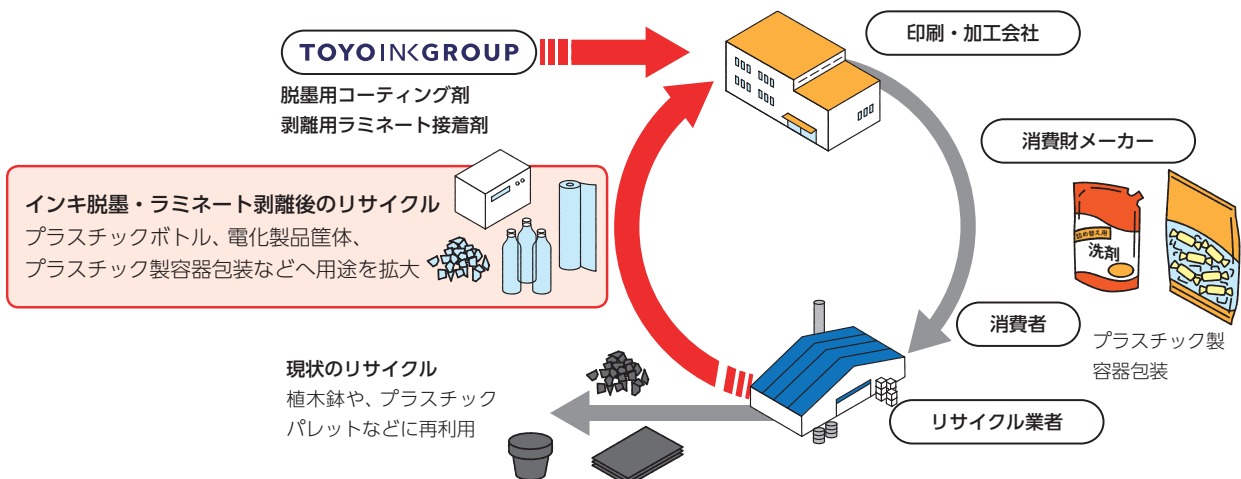 TOYOINKGROUP
脱墨用コーティング剤
剥離用ラミネート接着剤
印刷・加工会社
消費財メーカー
詰め替え用
洗剤
インキ脱墨・ラミネート剥離後のリサイクル
プラスチックボトル、電化製品筐体、
プラスチック製容器包装などへ用途を拡大
消費者
プラスチック製
容器包装
現状のリサイクル
植木鉢や、プラスチック
パレットなどに再利用
リサイクル業者